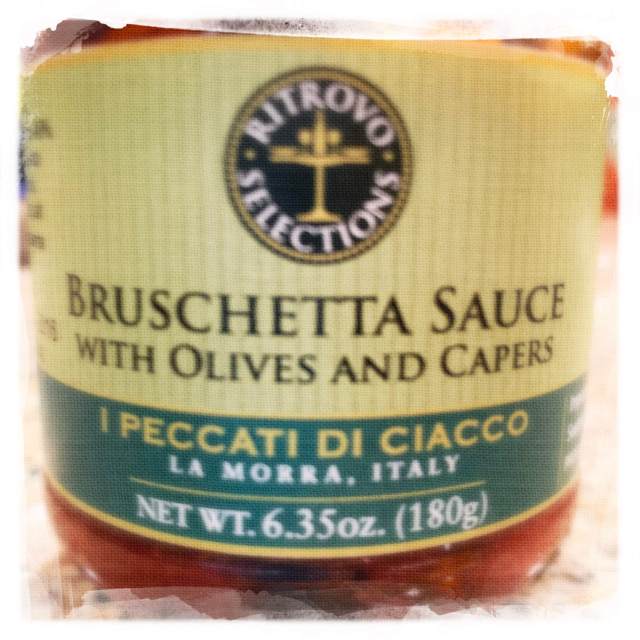 RITROVO
SELECTIONS
BRUSCHETTA SAUCE
WITH OLIVES AND CAPERS
I PECCATI DI CIACCO
LA MORRA, ITALY
NET WT. 6.35oz. (180g)